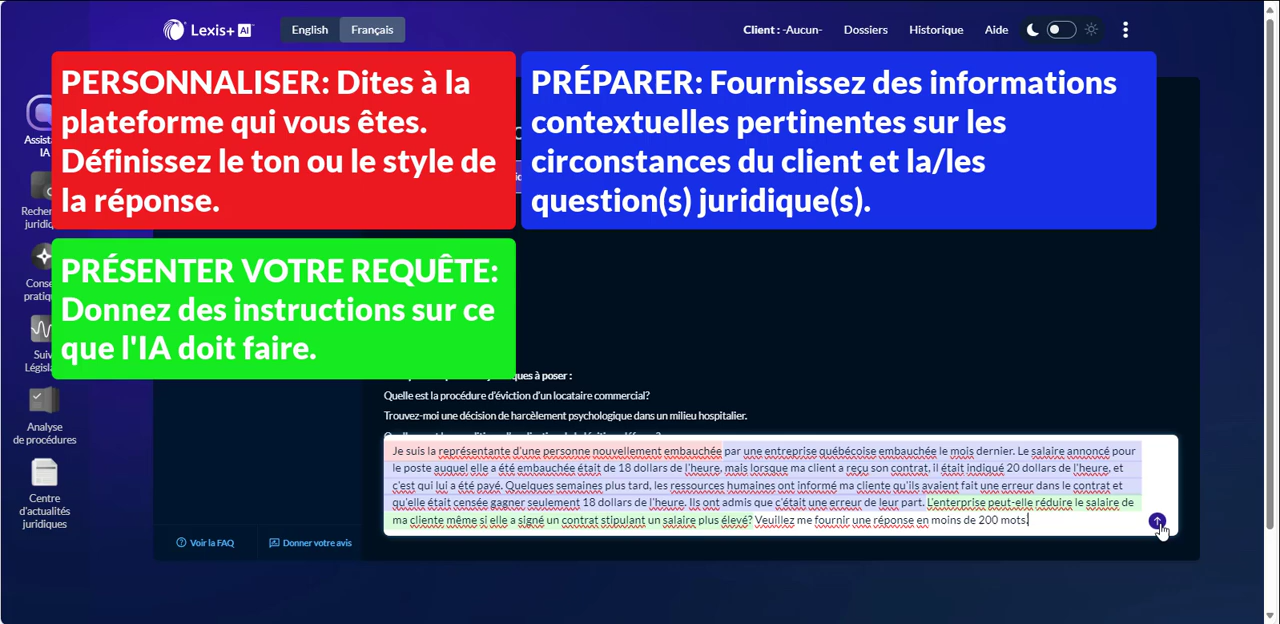 Lexis+ AI
English Français
Client : -Aucun- Dossiers Historique Aide
PERSONNALISER: Dites à la
plateforme qui vous êtes.
Définissez le ton ou le style de
la réponse.
PRÉPARER: Fournissez des informations
contextuelles pertinentes sur les
circonstances du client et la/les
question(s) juridique(s).
PRÉSENTER VOTRE REQUÊTE:
Donnez des instructions sur ce
que l'IA doit faire.
IA
Analyse
de procédures
Centre
d'actualités
juridiques
Voir la FAQ Donner votre avis
à poser :
Quelle est la procédure d'éviction d'un locataire commercial?
Trouvez-moi une décision de harcèlement psychologique dans un milieu hospitalier.
Je suis la représentante d'une personne nouvellement embauchée par une entreprise québécoise embauchée le mois dernier. Le salaire annoncé pour
le poste auquel elle a été embauchée était de 18 dollars de l'heure, mais lorsque ma client a reçu son contrat, il était indiqué 20 dollars de l'heure, et
c'est qui lui a été payé. Quelques semaines plus tard, les ressources humaines ont informé ma cliente qu'ils avaient fait une erreur dans le contrat et
qu'elle était censée gagner seulement 18 dollars de l'heure. Ils ont admis que c'était une erreur de leur part. L'entreprise peut-elle réduire le salaire de
ma cliente même si elle a signé un contrat stipulant un salaire plus élevé? Veuillez me fournir une réponse en moins de 200 mots.